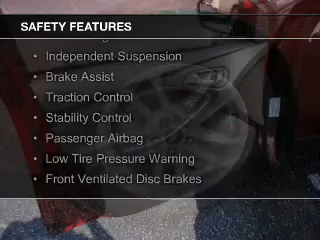 SAFETY FEATURES
• Independent Suspension
• Brake Assist
• Traction Control
• Stability Control
• Passenger Airbag
• Low Tire Pressure Warning
• Front Ventilated Disc Brakes